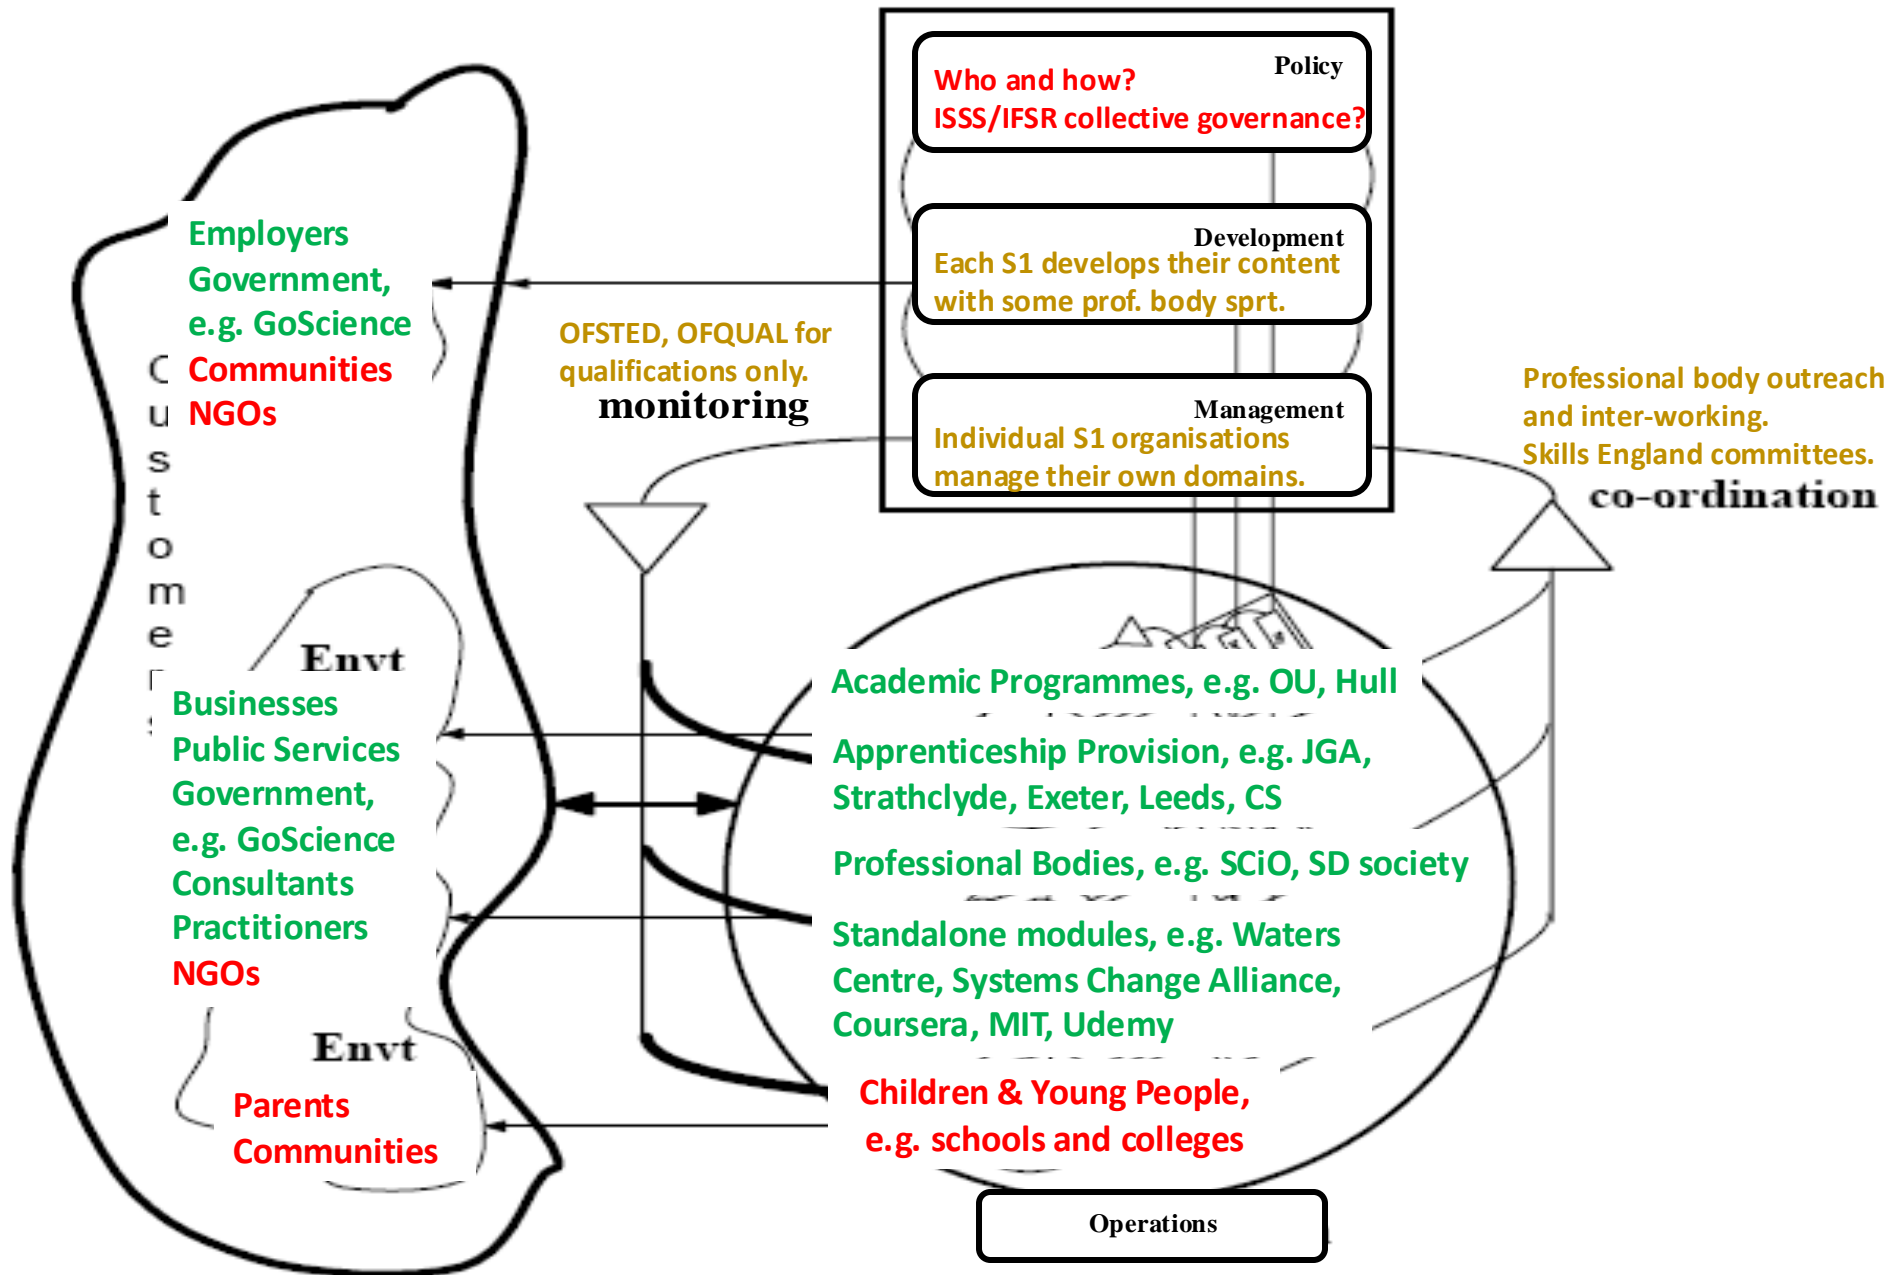 Policy
Who and how?
ISSS/IFSR collective governance?
Development
Each S1 develops their content
with some prof. body sprt.
Management
Individual S1 organisations
manage their own domains.
Employers
Government,
e.g. GoScience
Communities
NGOs
Custome
OFSTED, OFQUAL for
qualifications only.
monitoring
Professional body outreach
and inter-working.
Skills England committees.
co-ordination
Envt
Businesses
Public Services
Government,
e.g. GoScience
Consultants
Practitioners
NGOs
Envt
Parents
Communities
Academic Programmes, e.g. OU, Hull
Apprenticeship Provision, e.g. JGA,
Strathclyde, Exeter, Leeds, CS
Professional Bodies, e.g. SCiO, SD society
Standalone modules, e.g. Waters
Centre, Systems Change Alliance,
Coursera, MIT, Udemy
Children & Young People,
e.g. schools and colleges
Operations